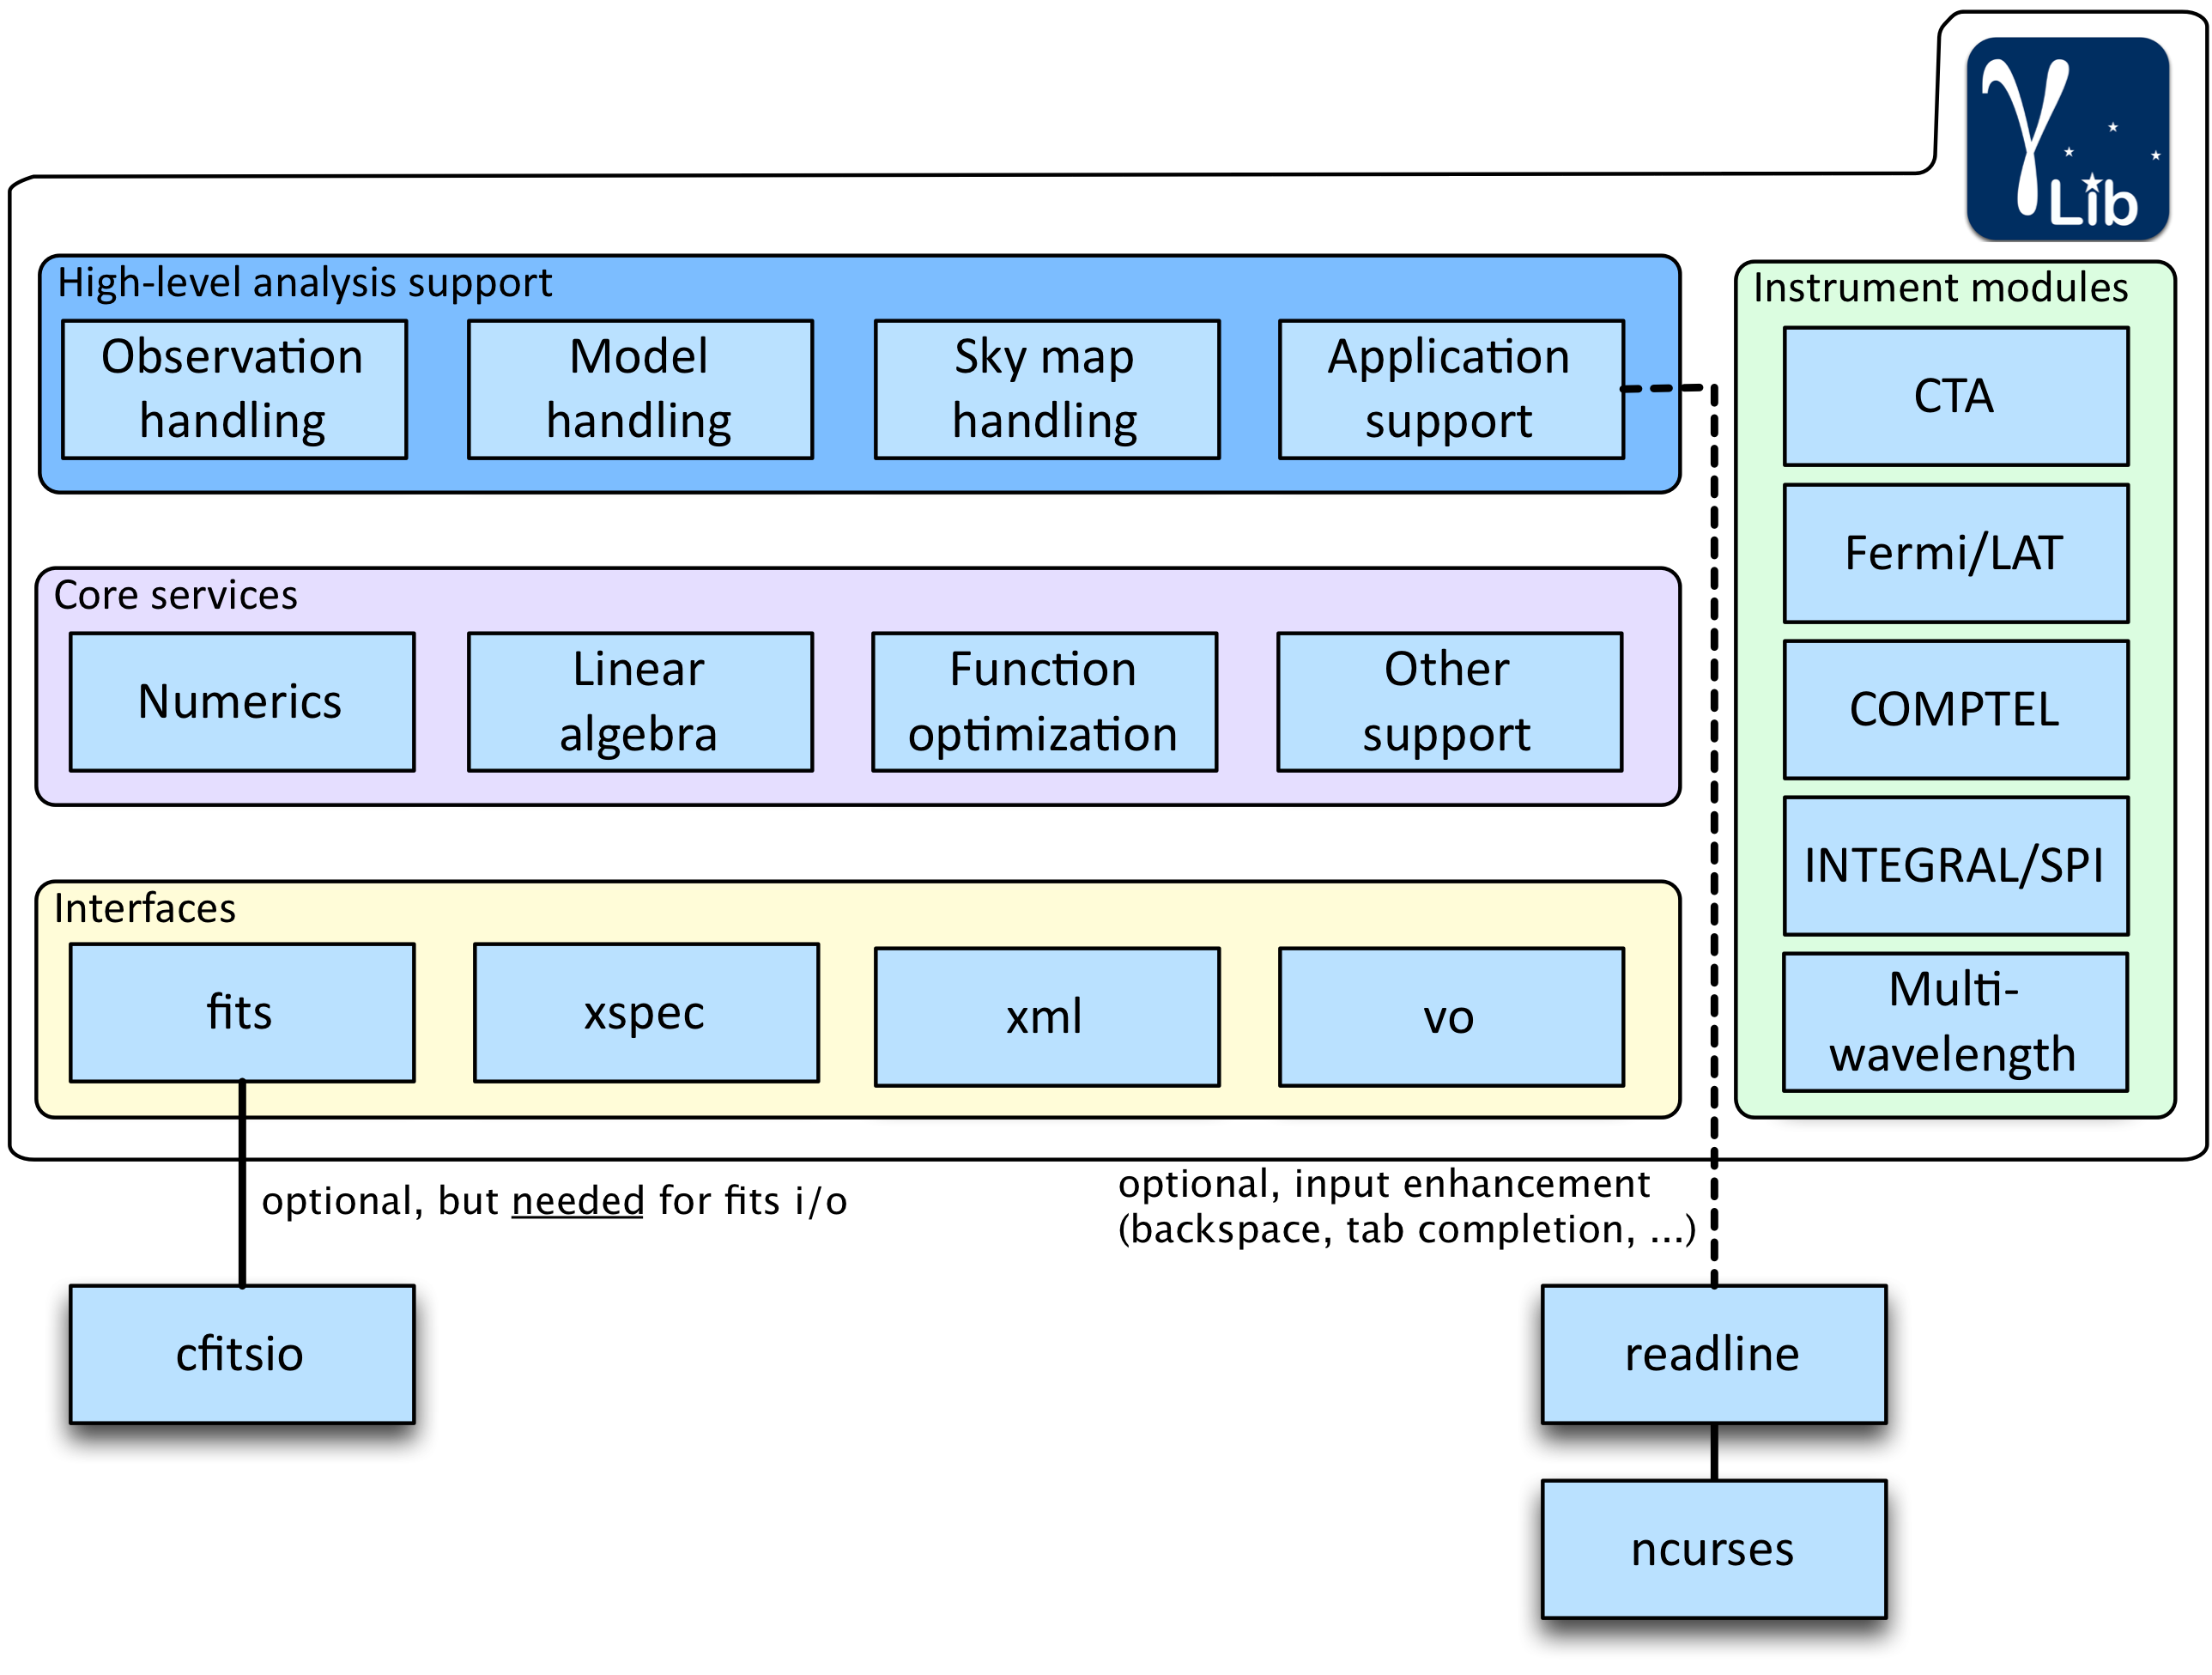 γ
Lib
High-level analysis support
Observation
handling
Model
handling
Sky map
handling
Application
support
Core services
Numerics
Linear
algebra
Function
optimization
Other
support
Interfaces
fits
xspec
xml
vo
Instrument modules
CTA
Fermi/LAT
COMPTEL
INTEGRAL/SPI
Multi-
wavelength
optional, but needed for fits i/o
optional, input enhancement
(backspace, tab completion, ...)
cfitsio
readline
ncurses